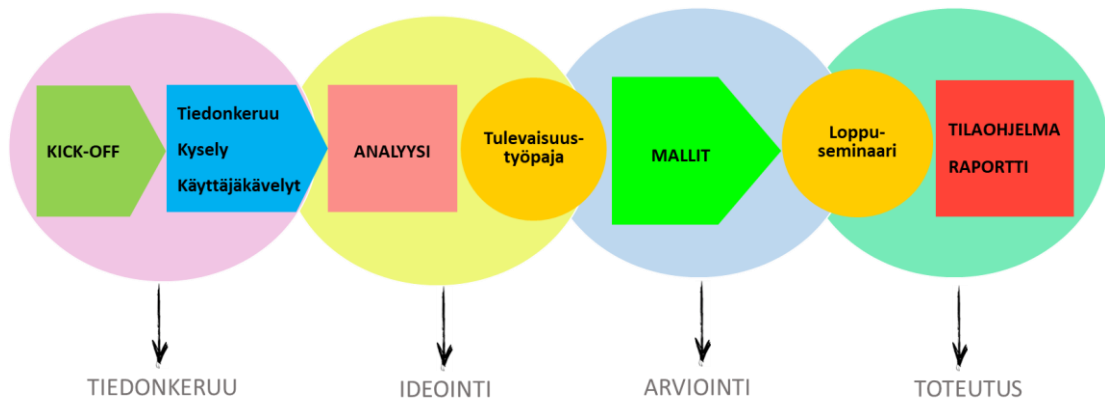 KICK-OFF
Tiedonkeruu
Kysely
Käyttäjäkävelyt
ANALYYSI
Tulevaisuus-
työpaja
MALLIT
Loppu-
seminaari
TILAOHJELMA
RAPORTTI
TIEDONKERUU
IDEOINTI
ARVIOINTI
TOTEUTUS